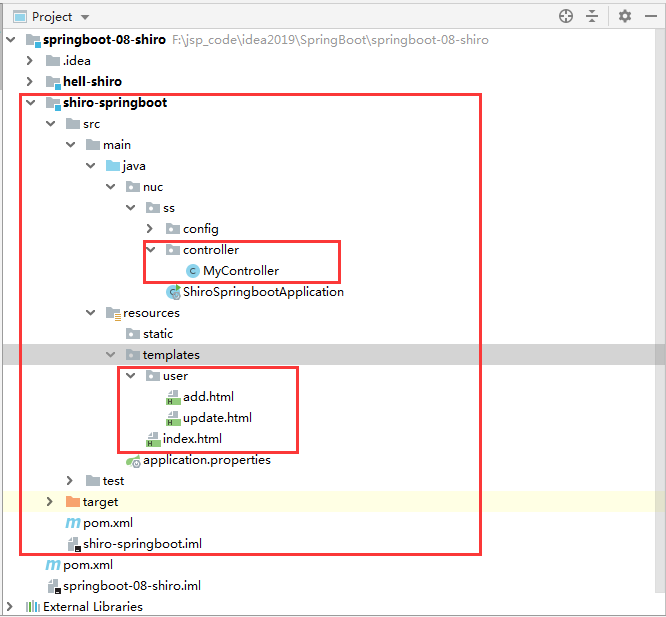 Project
springboot-08-shiro F:\jsp_code\idea2019\SpringBoot\springboot-08-shiro
.idea
hell-shiro
shiro-springboot
src
main
java
nuc
ss
config
controller
C MyController
C ShiroSpringbootApplication
resources
static
templates
user
H add.html
H update.html
H index.html
application.properties
test
target
m pom.xml
shiro-springboot.iml
m pom.xml
springboot-08-shiro.iml
External Libraries